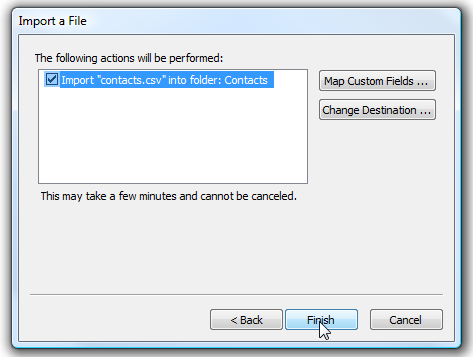 Import a File
The following actions will be performed:
Import "contacts.csv" into folder: Contacts
Map Custom Fields ...
Change Destination ...
This may take a few minutes and cannot be canceled.
< Back
Finish
Cancel